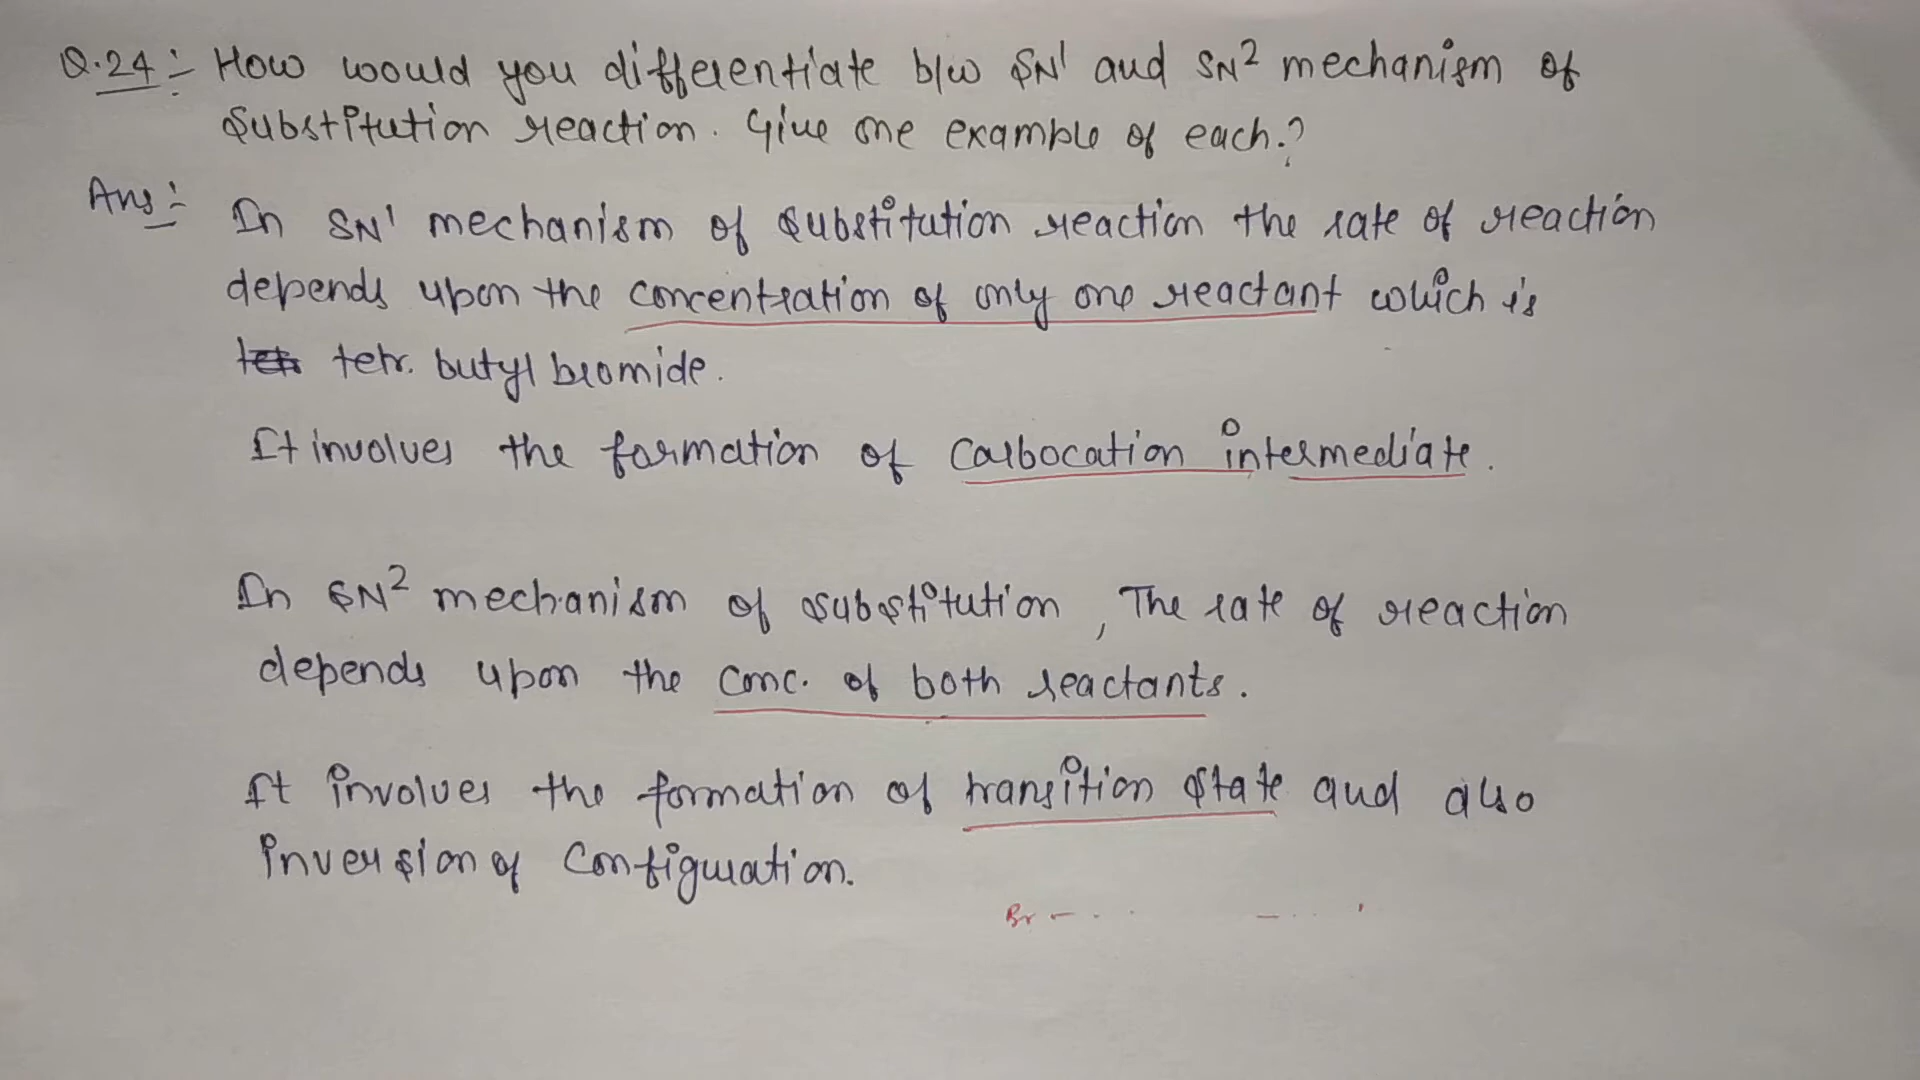 Q.24:- How would you differentiate b/w SN1 and SN2 mechanism of
Substitution reaction. Give one example of each.?
Ans:- In SN1 mechanism of substitution reaction the rate of reaction
depends upon the concentration of only one reactant which is
tetr. butyl bromide.
It involves the formation of carbocation intermediate.
In SN2 mechanism of substitution, The rate of reaction
depends upon the conc. of both reactants.
It involves the formation of transition state and also
inversion of configuration.
Br